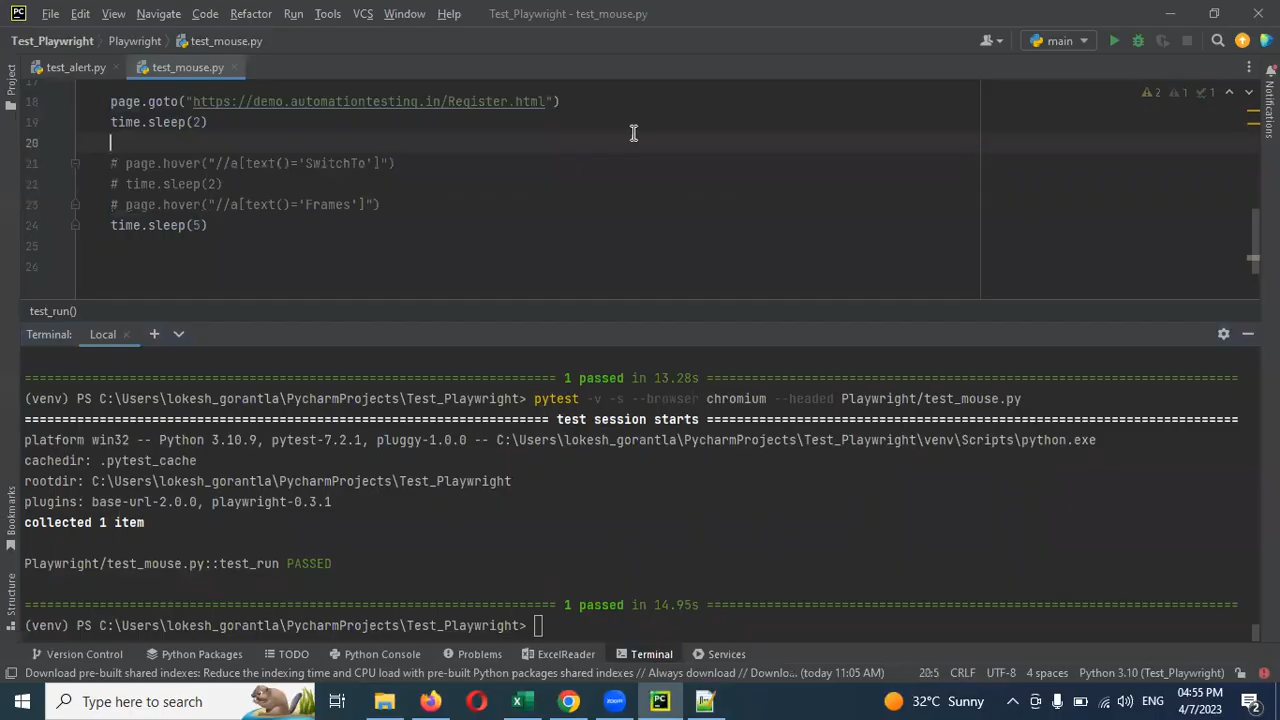 File Edit View Navigate Code Refactor Run Tools VCS Window Help Test_Playwright - test_mouse.py
Test_Playwright Playwright test_mouse.py main
test_alert.py test_mouse.py
Project
Notifications
2 1 1
17
18 page.goto("https://demo.automationtesting.in/Register.html")
19 time.sleep(2)
20
21 # page.hover("//a[text()='SwitchTo']")
22 # time.sleep(2)
23 # page.hover("//a[text()='Frames']")
24 time.sleep(5)
25
26
test_run()
Terminal: Local
============================================================ 1 passed in 13.28s ============================================================
(venv) PS C:\Users\lokesh_gorantla\PycharmProjects\Test_Playwright> pytest -v -s --browser chromium --headed Playwright/test_mouse.py
============================================================ test session starts ============================================================
platform win32 -- Python 3.10.9, pytest-7.2.1, pluggy-1.0.0 -- C:\Users\lokesh_gorantla\PycharmProjects\Test_Playwright\venv\Scripts\python.exe
cachedir: .pytest_cache
rootdir: C:\Users\lokesh_gorantla\PycharmProjects\Test_Playwright
plugins: base-url-2.0.0, playwright-0.3.1
collected 1 item
Playwright/test_mouse.py::test_run PASSED
============================================================ 1 passed in 14.95s ============================================================
(venv) PS C:\Users\lokesh_gorantla\PycharmProjects\Test_Playwright>
Bookmarks
Structure
Version Control Python Packages TODO Python Console Problems ExcelReader Terminal Services
Download pre-built shared indexes: Reduce the indexing time and CPU load with pre-built Python packages shared indexes // Always download // Downlo... (today 11:05 AM) 20:5 CRLF UTF-8 4 spaces Python 3.10 (Test_Playwright)
Type here to search zoom PC 32°C Sunny ENG 04:55 PM
4/7/2023 2